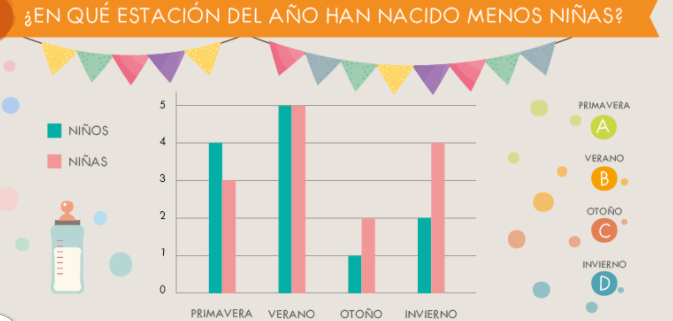 ¿EN QUÉ ESTACIÓN DEL AÑO HAN NACIDO MENOS NIÑAS?
NIÑOS
NIÑAS
5
4
3
2
1
0
PRIMAVERA VERANO OTOÑO INVIERNO
PRIMAVERA
A
VERANO
B
OTOÑO
C
INVIERNO
D